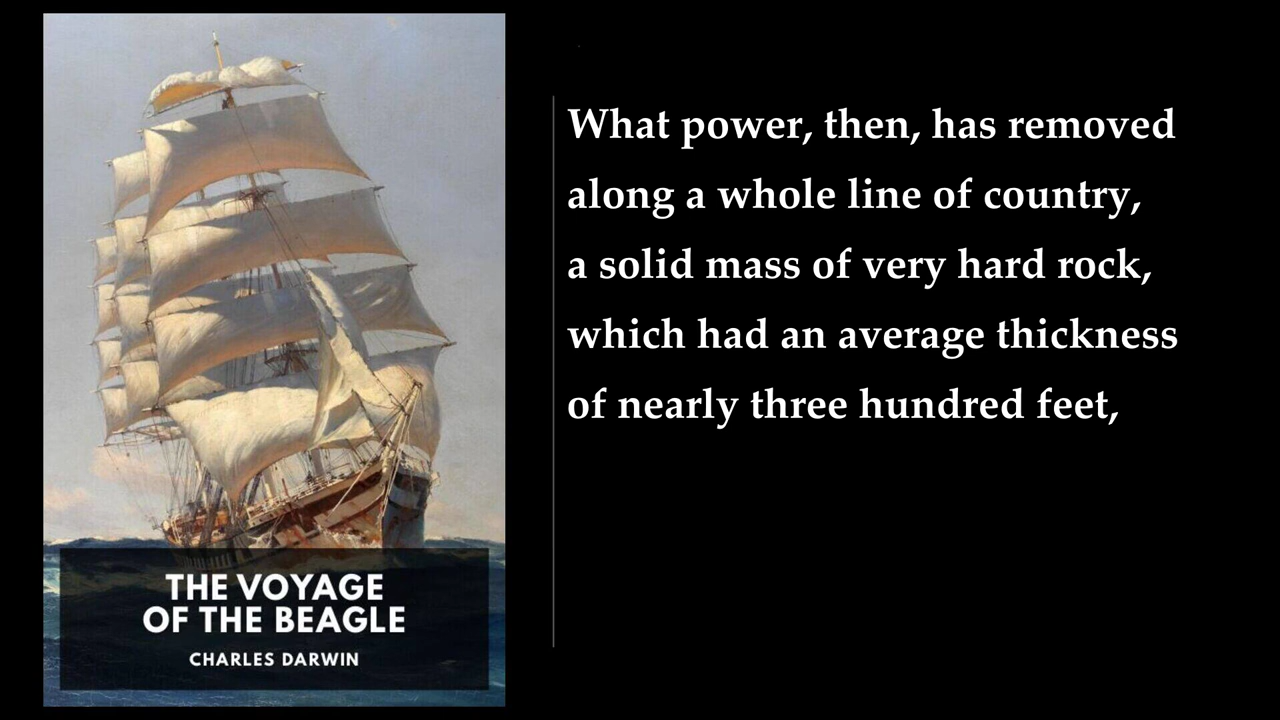 THE VOYAGE
OF THE BEAGLE
CHARLES DARWIN
What power, then, has removed
along a whole line of country,
a solid mass of very hard rock,
which had an average thickness
of nearly three hundred feet,